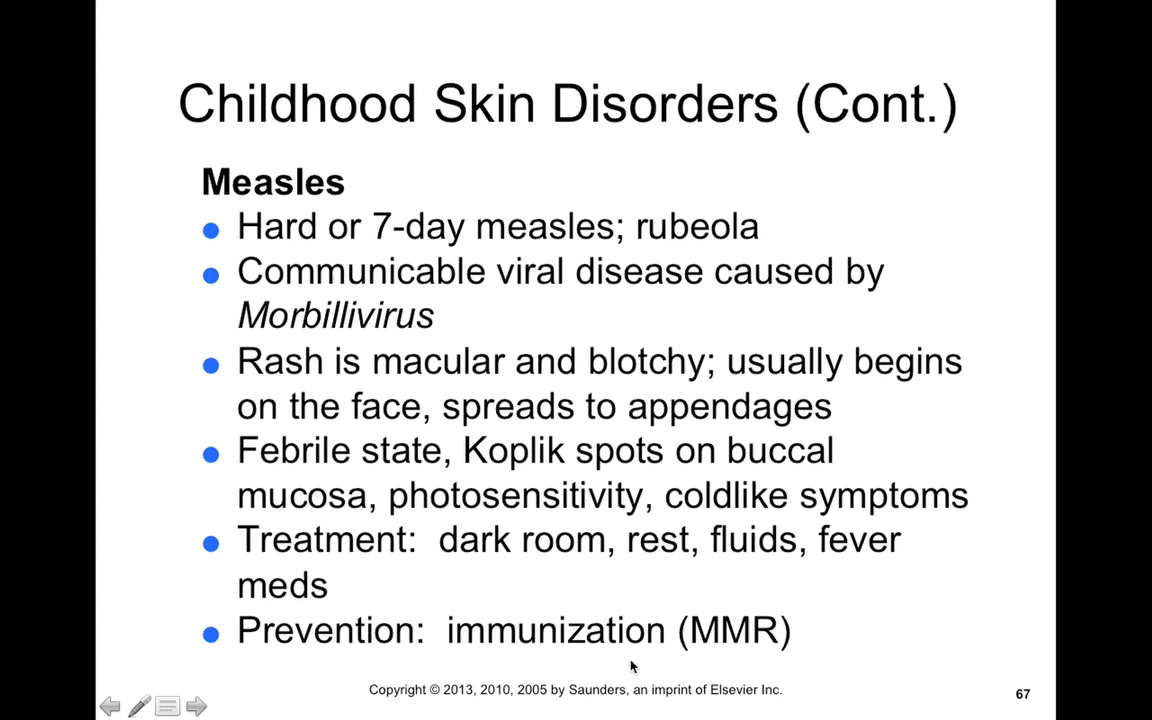 Childhood Skin Disorders (Cont.)
Measles
● Hard or 7-day measles; rubeola
● Communicable viral disease caused by
Morbillivirus
● Rash is macular and blotchy; usually begins
on the face, spreads to appendages
● Febrile state, Koplik spots on buccal
mucosa, photosensitivity, coldlike symptoms
● Treatment:  dark room, rest, fluids, fever
meds
● Prevention:  immunization (MMR)
Copyright © 2013, 2010, 2005 by Saunders, an imprint of Elsevier Inc.
67